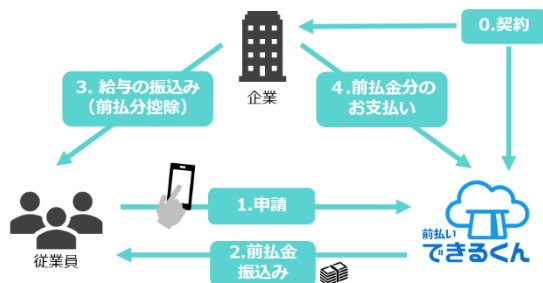 0.契約
企業
3. 給与の振込み
（前払分控除）
４.前払金分の
お支払い
1.申請
従業員
2.前払金
振込み
前払い
できるくん